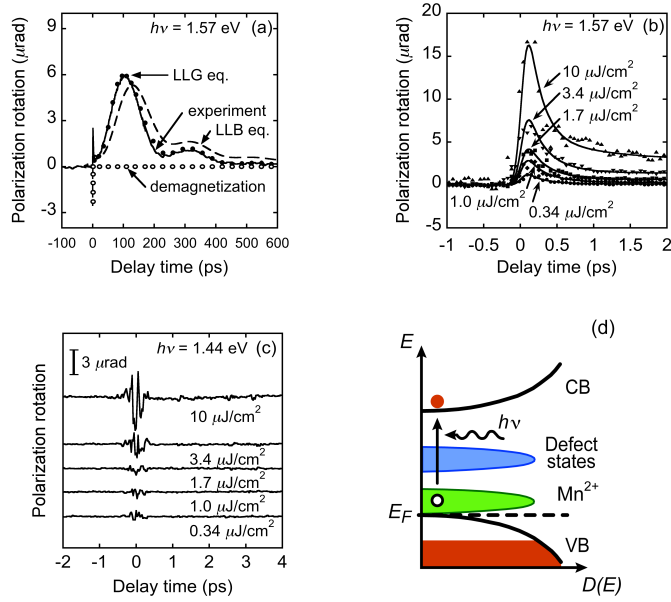 hν = 1.57 eV (a)
Polarization rotation (μrad)
9
6
3
0
-3
LLG eq.
experiment
LLB eq.
demagnetization
-100 0 100 200 300 400 500 600
Delay time (ps)
hν = 1.57 eV (b)
Polarization rotation (μrad)
20
15
10
5
0
-5
10 μJ/cm²
3.4 μJ/cm²
1.7 μJ/cm²
1.0 μJ/cm²
0.34 μJ/cm²
-1 -0.5 0 0.5 1 1.5 2
Delay time (ps)
hν = 1.44 eV (c)
3 μrad
Polarization rotation
10 μJ/cm²
3.4 μJ/cm²
1.7 μJ/cm²
1.0 μJ/cm²
0.34 μJ/cm²
-2 -1 0 1 2 3 4
Delay time (ps)
(d)
E
CB
hν
Defect
states
Mn²⁺
E_F
VB
D(E)